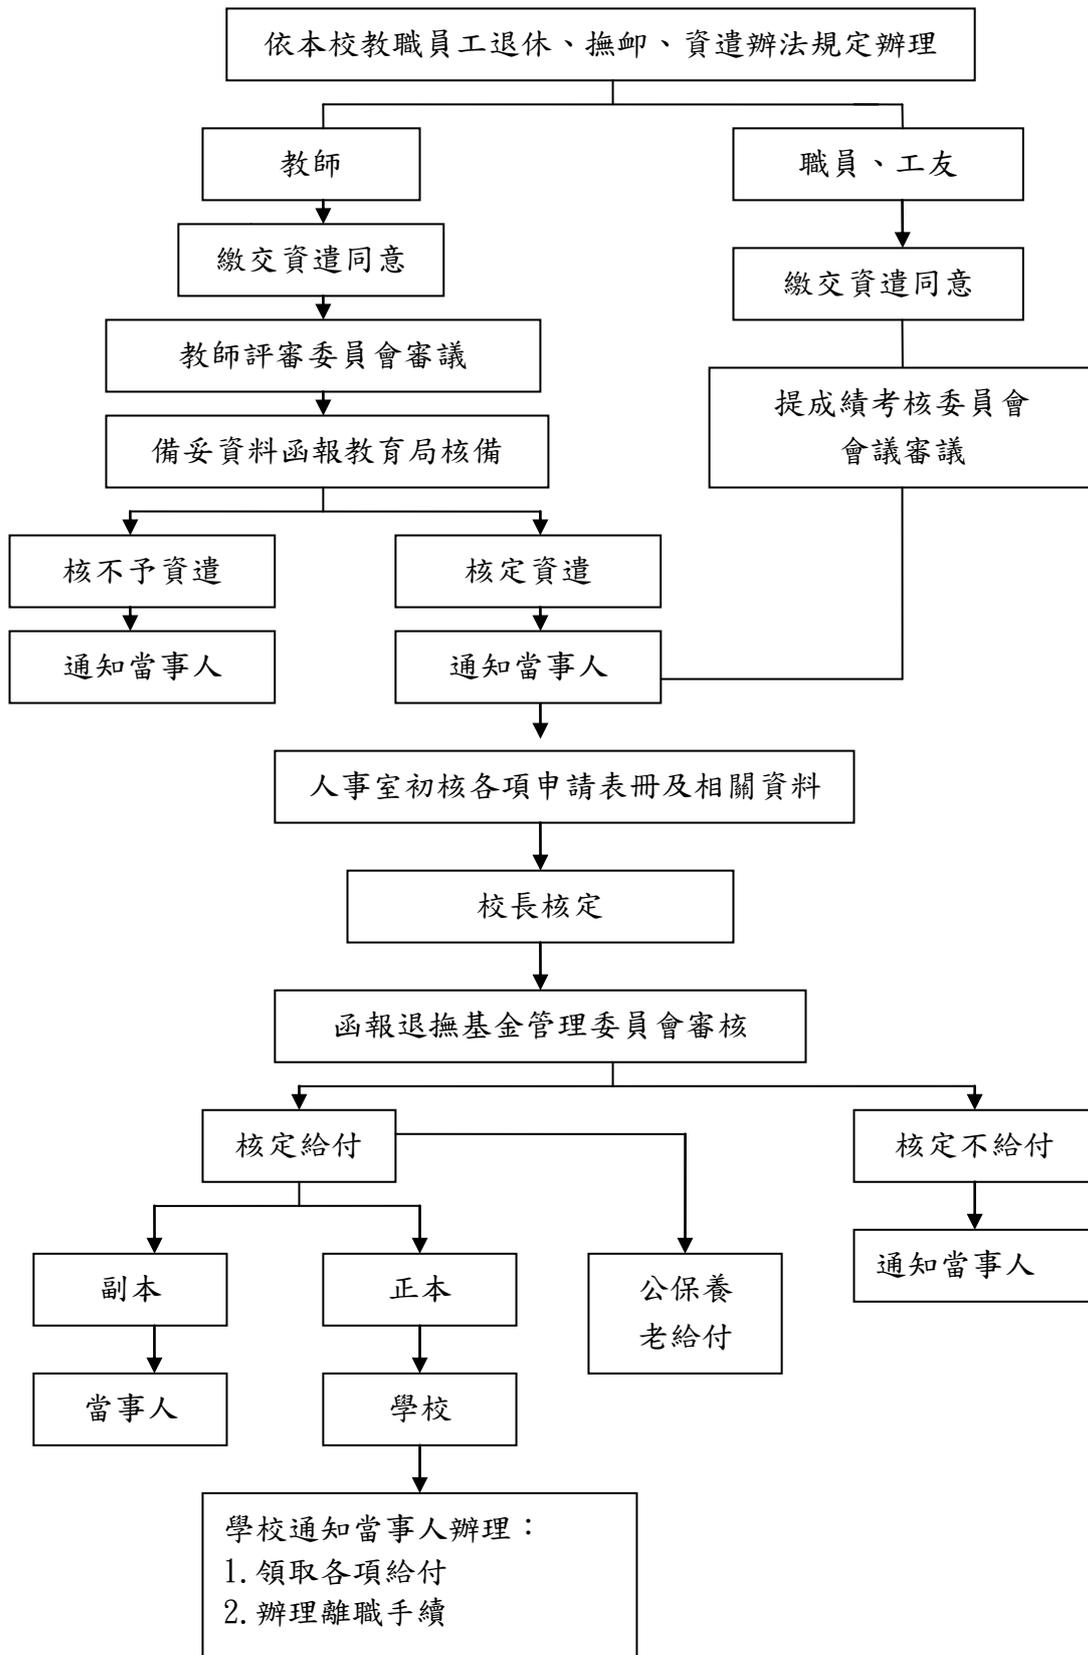 依本校教職員工退休、撫卹、資遣辦法規定辦理
教師
職員、工友
繳交資遣同意
繳交資遣同意
教師評審委員會審議
提成績考核委員會
會議審議
備妥資料函報教育局核備
核不予資遣
核定資遣
通知當事人
通知當事人
人事室初核各項申請表冊及相關資料
校長核定
函報退撫基金管理委員會審核
核定給付
核定不給付
副本
正本
公保養
老給付
通知當事人
當事人
學校
學校通知當事人辦理：
1.領取各項給付
2.辦理離職手續